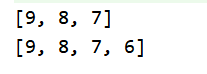 [9, 8, 7]
[9, 8, 7, 6]